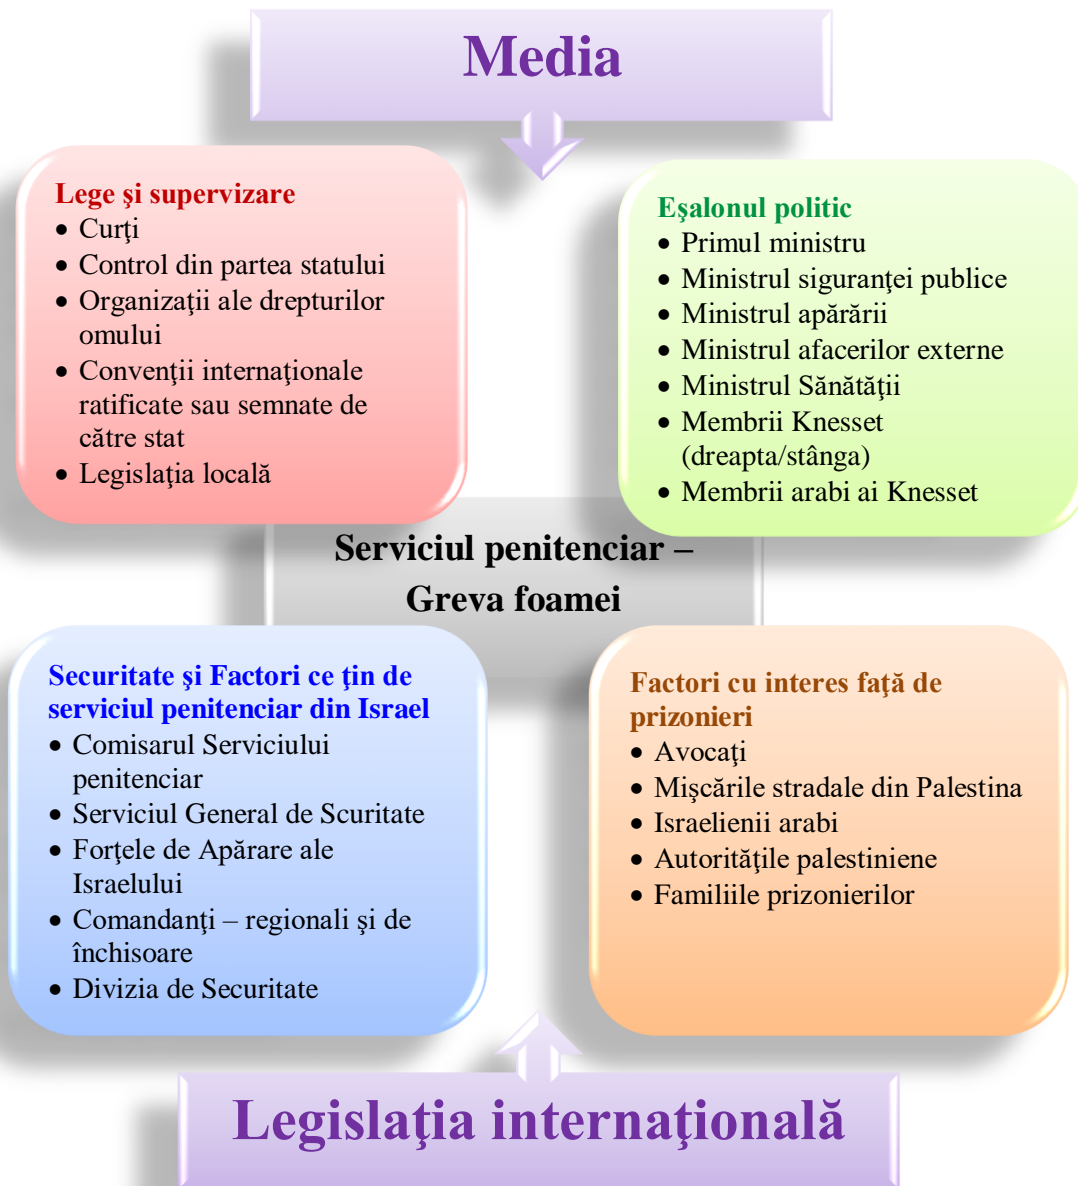 Media
Lege şi supervizare
• Curţi
• Control din partea statului
• Organizaţii ale drepturilor
omului
• Convenţii internaţionale
ratificate sau semnate de
către stat
• Legislaţia locală
Eşalonul politic
• Primul ministru
• Ministrul siguranţei publice
• Ministrul apărării
• Ministrul afacerilor externe
• Ministrul Sănătăţii
• Membrii Knesset
(dreapta/stânga)
• Membrii arabi ai Knesset
Serviciul penitenciar –
Greva foamei
Securitate şi Factori ce ţin de
serviciul penitenciar din Israel
• Comisarul Serviciului
penitenciar
• Serviciul General de Scuritate
• Forţele de Apărare ale
Israelului
• Comandanţi – regionali şi de
închisoare
• Divizia de Securitate
Factori cu interes faţă de
prizonieri
• Avocaţi
• Mişcările stradale din Palestina
• Israelienii arabi
• Autorităţile palestiniene
• Familiile prizonierilor
Legislaţia internaţională